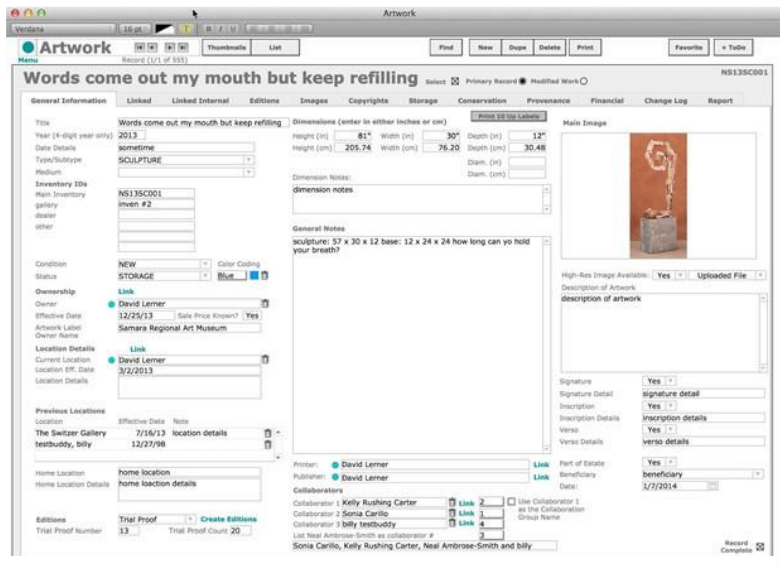 Artwork
Verdana 16 pt T B I U
Artwork Thumbnails List Find New Dupe Delete Print Favorite + ToDo
Menu Record (1/1 of 555)
Words come out my mouth but keep refilling Select Primary Record Modified Work NS13SC001
General Information Linked Linked Internal Editions Images Copyrights Storage Conservation Provenance Financial Change Log Report
Title Words come out my mouth but keep refilling
Year (4-digit year only) 2013
Date Details sometime
Type/Subtype SCULPTURE
Medium
Inventory IDs
Main Inventory NS13SC001
gallery inven #2
dealer
other
Condition NEW Color Coding
Status STORAGE Blue
Ownership Link
Owner David Lerner
Effective Date 12/25/13 Sale Price Known? Yes
Artwork Label Samara Regional Art Museum
Owner Name
Location Details Link
Current Location David Lerner
Location Eff. Date 3/2/2013
Location Details
Previous Locations
Location Effective Date Note
The Switzer Gallery 7/16/13 location details
testbuddy, billy 12/27/98
Home Location home location
Home Location Details home loaction details
Editions Trial Proof Create Editions
Trial Proof Number 13 Trial Proof Count 20
Dimensions (enter in either inches or cm) Print 10 Up Labels
Height (in) 81" Width (in) 30" Depth (in) 12"
Height (cm) 205.74 Width (cm) 76.20 Depth (cm) 30.48
Diam. (in)
Diam. (cm)
Dimension Notes:
dimension notes
General Notes
sculpture: 57 x 30 x 12 base: 12 x 24 x 24 how long can yo hold
your breath?
Printer: David Lerner Link
Publisher: David Lerner Link
Collaborators
Collaborator 1 Kelly Rushing Carter Link 2 Use Collaborator 1
as the Collaboration
Group Name
Collaborator 2 Sonia Carillo Link 1
Collaborator 3 billy testbuddy Link 4
List Neal Ambrose-Smith as collaborator # 3
Sonia Carillo, Kelly Rushing Carter, Neal Ambrose-Smith and billy
Main Image
High-Res Image Available: Yes Uploaded File
Description of Artwork
description of artwork
Signature Yes
Signature Detail signature detail
Inscription Yes
Inscription Details inscription details
Verso Yes
Verso Details verso details
Part of Estate Yes
Beneficiary beneficiary
Date: 1/7/2014
Record
Complete